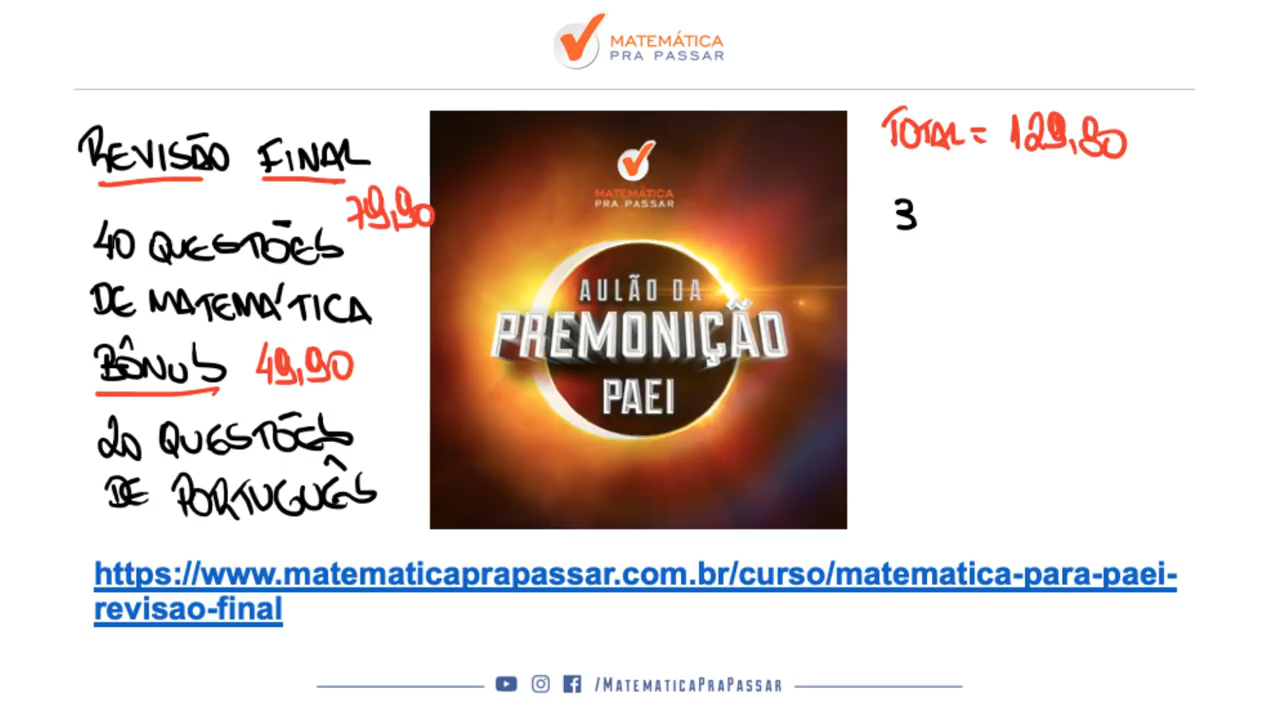 MATEMÁTICA
PRA PASSAR
REVISÃO FINAL
79,90
40 QUESTÕES
DE MATEMÁTICA
BÔNUS 49,90
20 QUESTÕES
DE PORTUGUÊS
MATEMÁTICA
PRA PASSAR
AULÃO DA
PREMONIÇÃO
PAEI
TOTAL = 129,80
3
https://www.matematicaprapassar.com.br/curso/matematica-para-paei-
revisao-final
/MATEMATICAPRAPASSAR